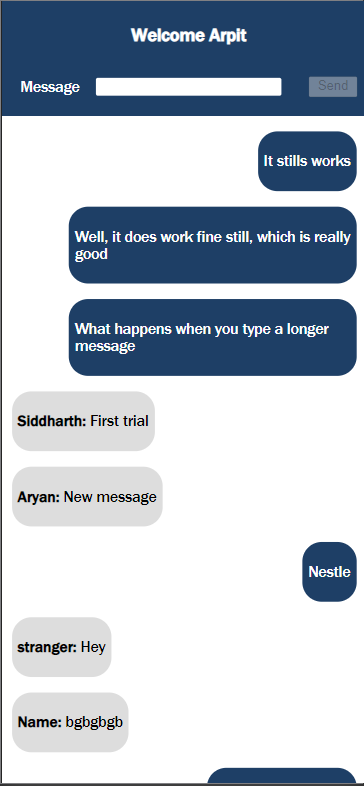 Welcome Arpit
Message
Send
It stills works
Well, it does work fine still, which is really
good
What happens when you type a longer
message
Siddharth: First trial
Aryan: New message
Nestle
stranger: Hey
Name: bgbgbgb